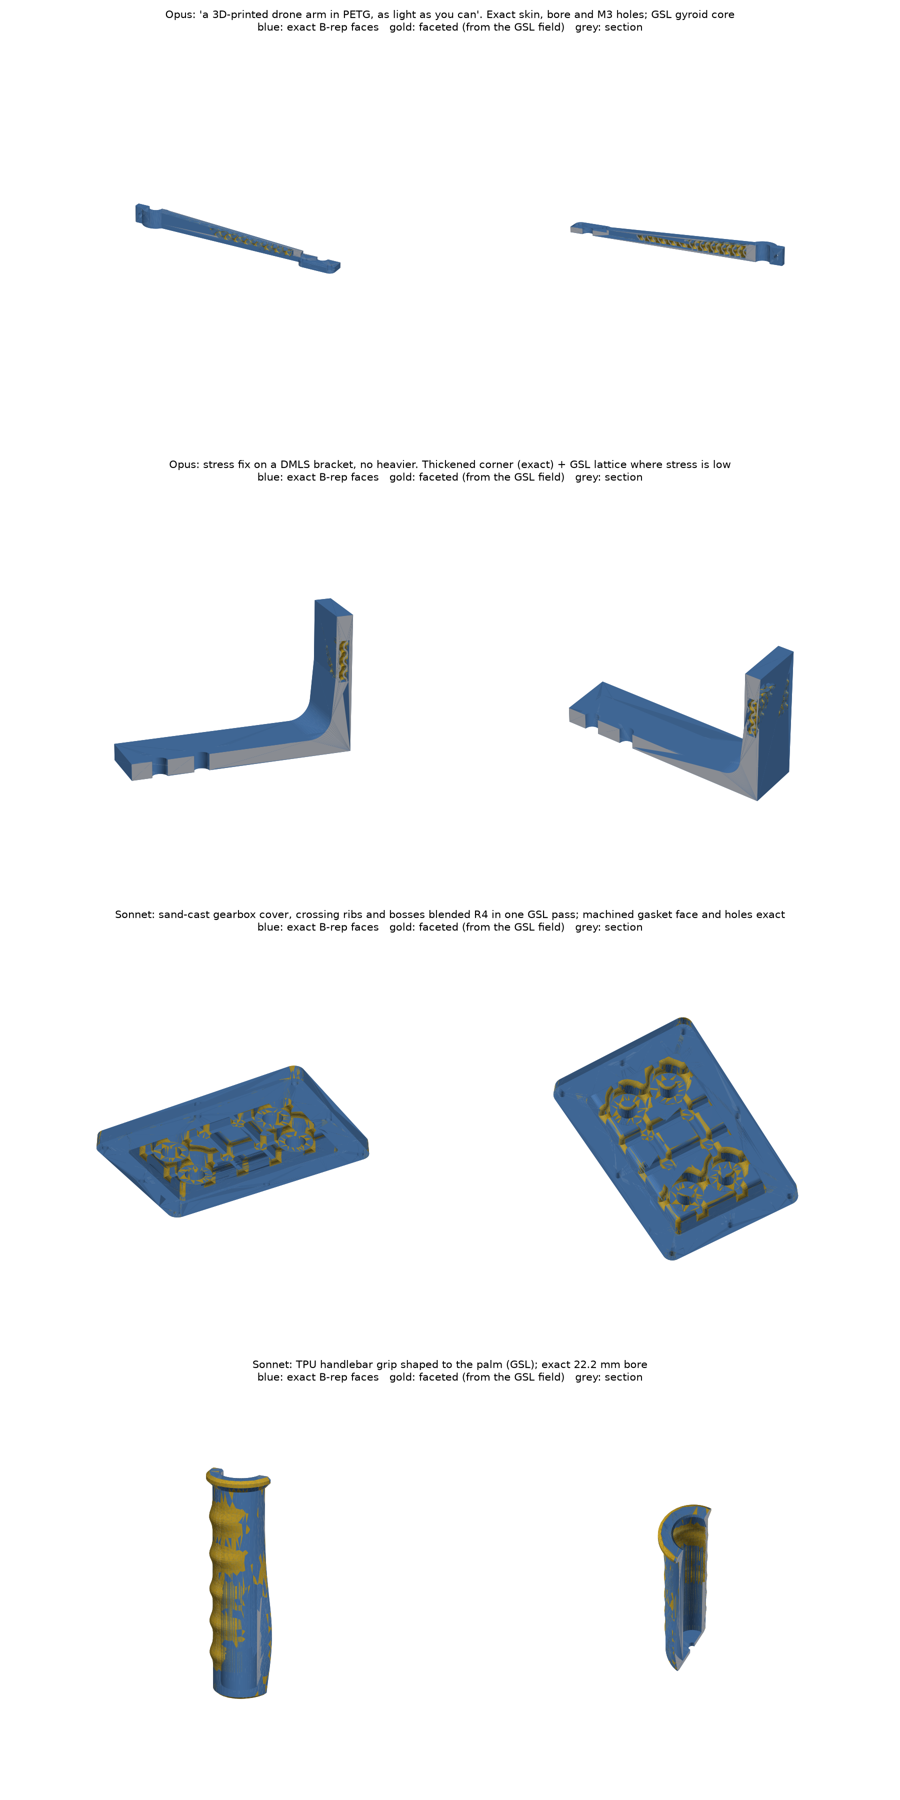 Opus: 'a 3D-printed drone arm in PETG, as light as you can'. Exact skin, bore and M3 holes; GSL gyroid core
blue: exact B-rep faces   gold: faceted (from the GSL field)   grey: section
Opus: stress fix on a DMLS bracket, no heavier. Thickened corner (exact) + GSL lattice where stress is low
blue: exact B-rep faces   gold: faceted (from the GSL field)   grey: section
Sonnet: sand-cast gearbox cover, crossing ribs and bosses blended R4 in one GSL pass; machined gasket face and holes exact
blue: exact B-rep faces   gold: faceted (from the GSL field)   grey: section
Sonnet: TPU handlebar grip shaped to the palm (GSL); exact 22.2 mm bore
blue: exact B-rep faces   gold: faceted (from the GSL field)   grey: section